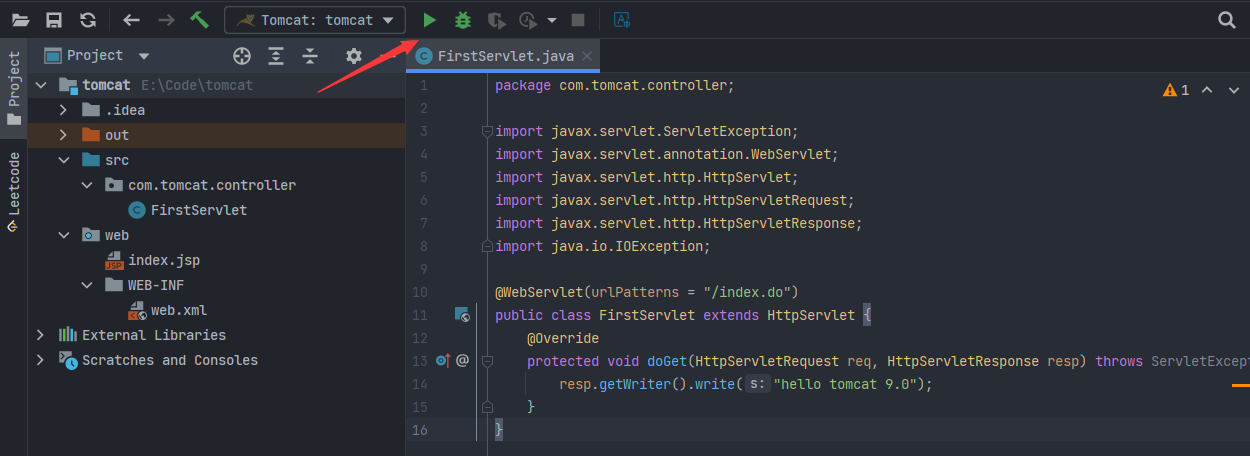 Tomcat: tomcat
Project
FirstServlet.java
Project
Leetcode
tomcat E:\Code\tomcat
.idea
out
src
com.tomcat.controller
FirstServlet
web
index.jsp
WEB-INF
web.xml
External Libraries
Scratches and Consoles
1
1 package com.tomcat.controller;
2
3 import javax.servlet.ServletException;
4 import javax.servlet.annotation.WebServlet;
5 import javax.servlet.http.HttpServlet;
6 import javax.servlet.http.HttpServletRequest;
7 import javax.servlet.http.HttpServletResponse;
8 import java.io.IOException;
9
10 @WebServlet(urlPatterns = "/index.do")
11 public class FirstServlet extends HttpServlet {
12 @Override
13 @ protected void doGet(HttpServletRequest req, HttpServletResponse resp) throws ServletExcept
14 resp.getWriter().write(s: "hello tomcat 9.0");
15 }
16 }